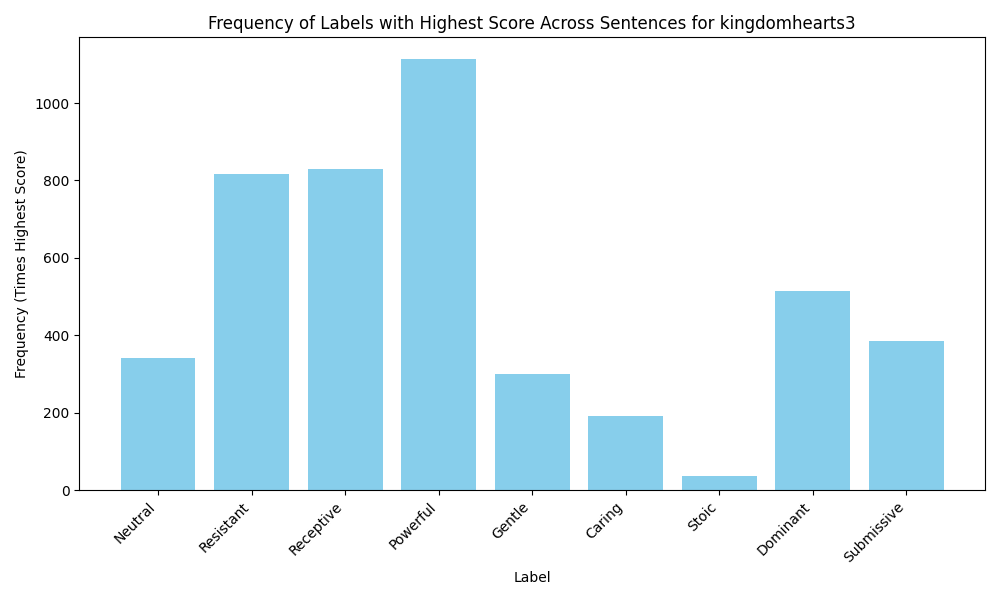 Frequency of Labels with Highest Score Across Sentences for kingdomhearts3
Frequency (Times Highest Score)
1000
800
600
400
200
0
Neutral
Resistant
Receptive
Powerful
Gentle
Caring
Stoic
Dominant
Submissive
Label